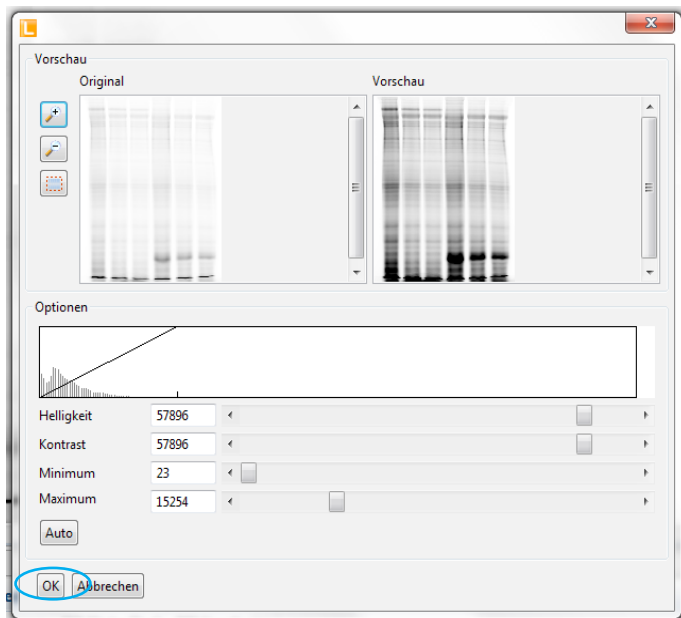 L
x
Vorschau
Original
Vorschau
Optionen
Helligkeit 57896
Kontrast 57896
Minimum 23
Maximum 15254
Auto
OK Abbrechen